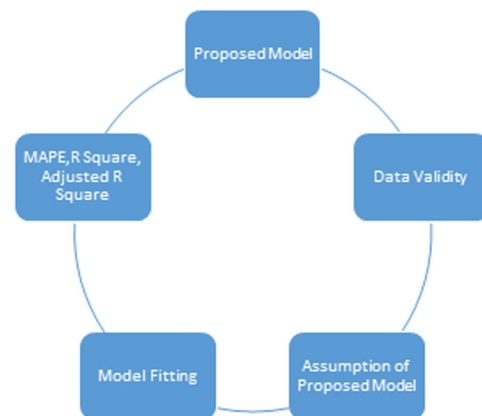 Proposed Model
Data Validity
Assumption of
Proposed Model
Model Fitting
MAPE,R Square,
Adjusted R
Square